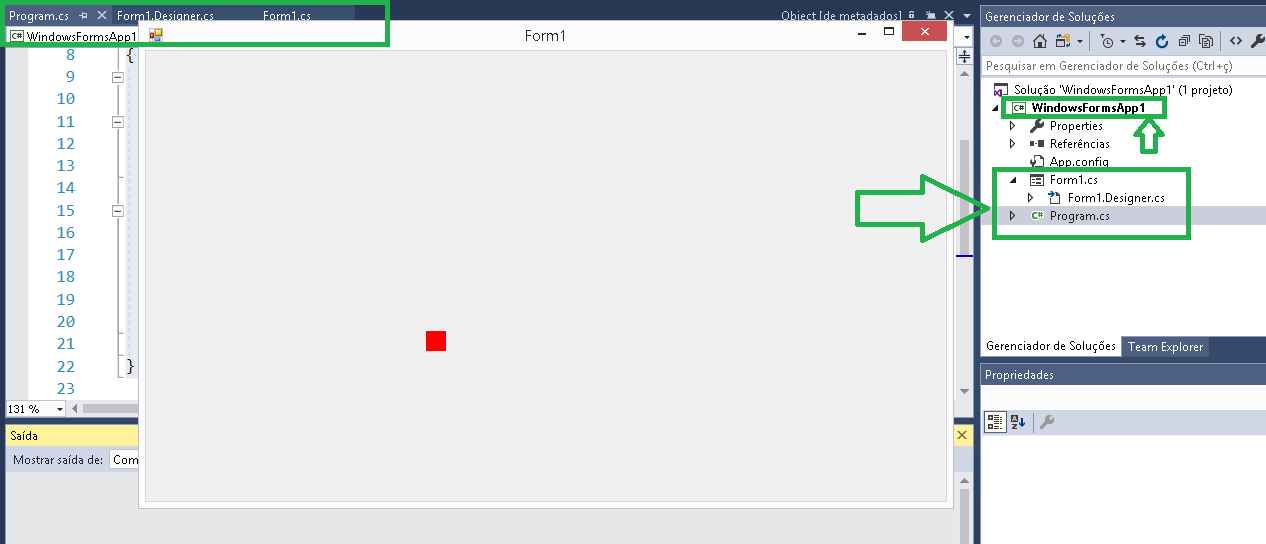 Program.cs
Form1.Designer.cs
Form1.cs
Object [de metadados]
WindowsFormsApp1
Form1
8 {
9
10
11
12
13
14
15
16
17
18
19
20
21
22 }
23
131 %
Saída
Mostrar saída de: Com
Gerenciador de Soluções
Pesquisar em Gerenciador de Soluções (Ctrl+ç)
Solução 'WindowsFormsApp1' (1 projeto)
C# WindowsFormsApp1
Properties
Referências
App.config
Form1.cs
Form1.Designer.cs
C# Program.cs
Gerenciador de Soluções Team Explorer
Propriedades